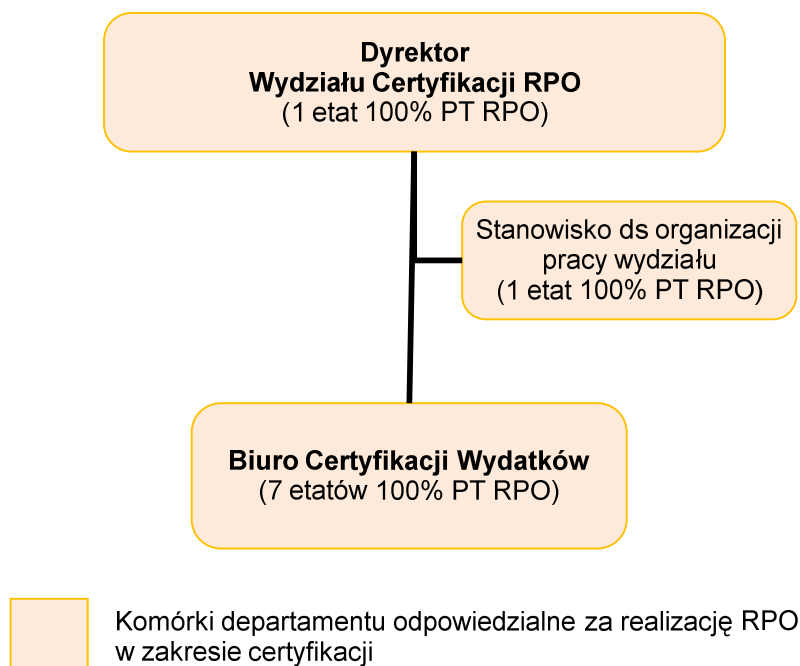 Dyrektor
Wydziału Certyfikacji RPO
(1 etat 100% PT RPO)
Stanowisko ds organizacji
pracy wydziału
(1 etat 100% PT RPO)
Biuro Certyfikacji Wydatków
(7 etatów 100% PT RPO)
Komórki departamentu odpowiedzialne za realizację RPO
w zakresie certyfikacji